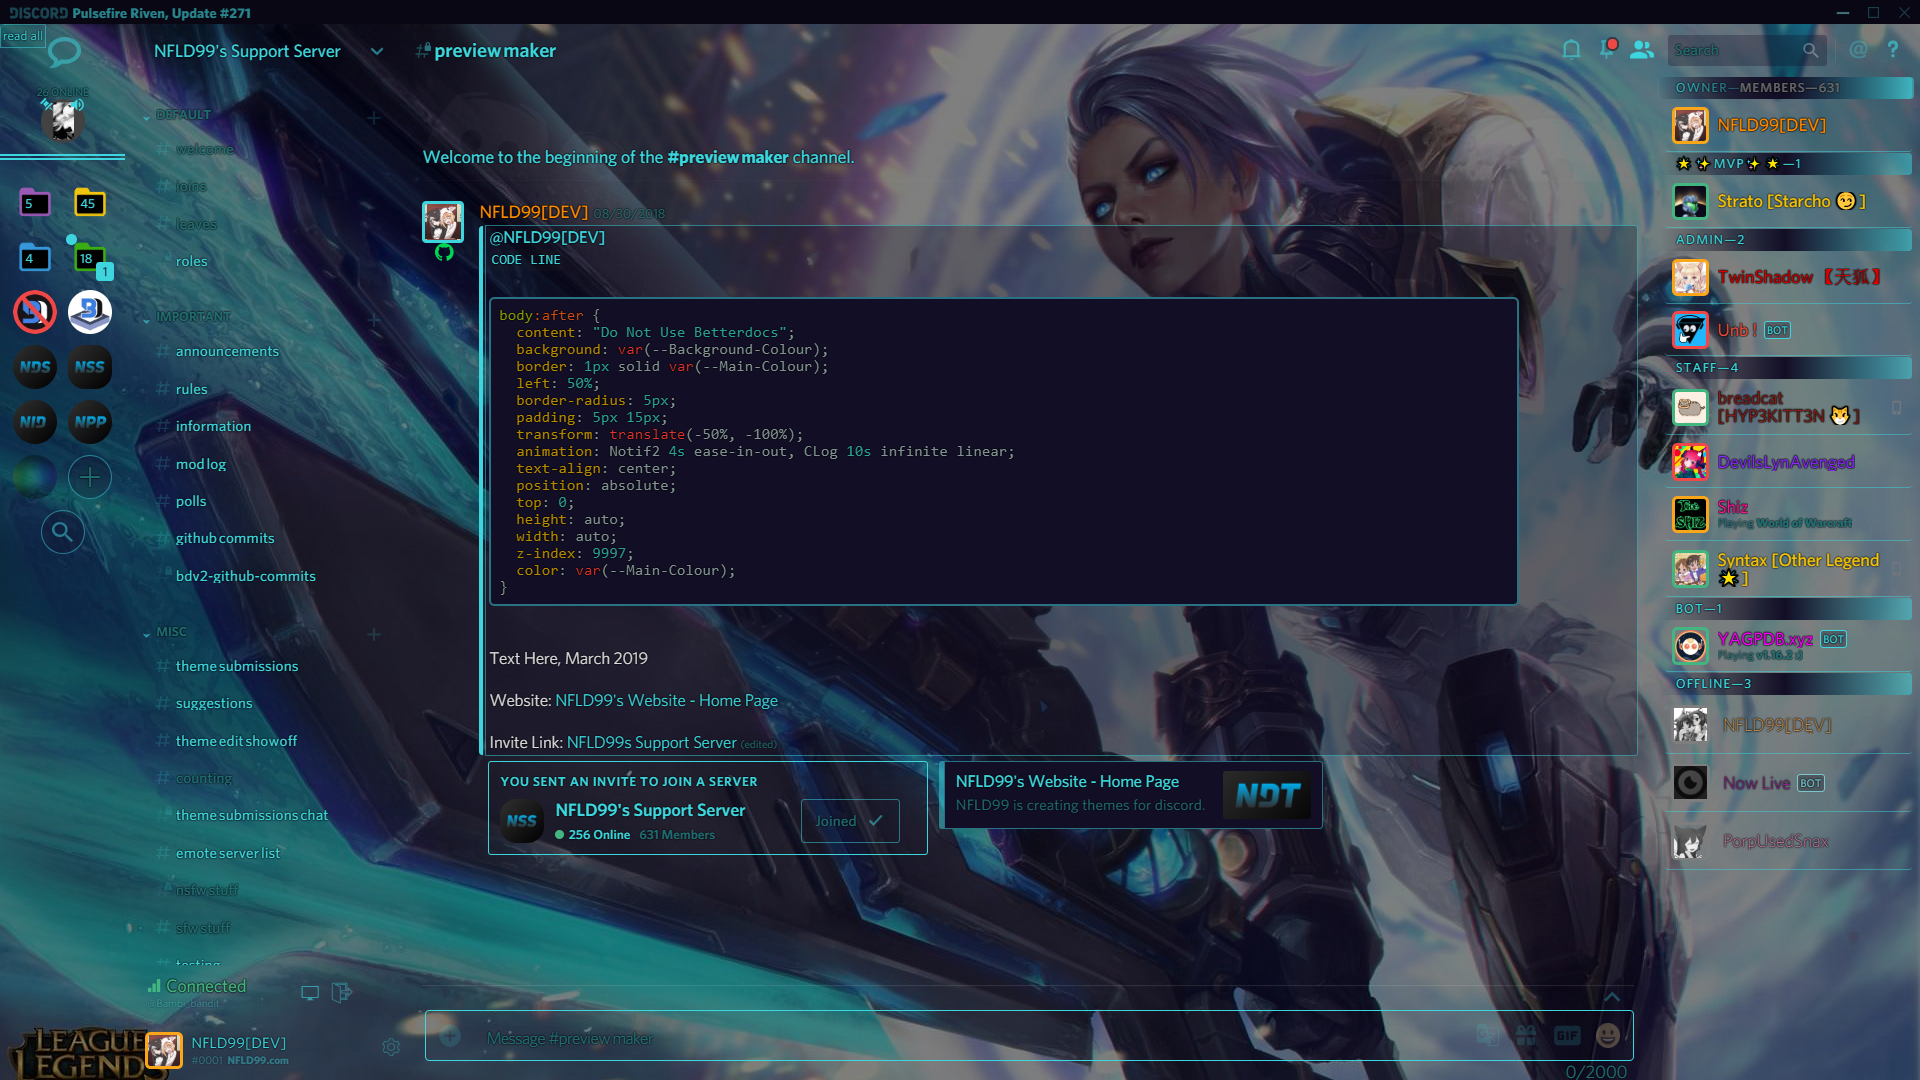 DISCORD Pulsefire Riven, Update #271
read all
NFLD99's Support Server
#preview maker
Search
26 ONLINE
5
45
4
18
1
NDS
NSS
NID
NPP
DEFAULT
welcome
joins
leaves
roles
IMPORTANT
announcements
rules
information
mod log
polls
github commits
bdv2-github-commits
MISC
theme submissions
suggestions
theme edit showoff
counting
theme submissions chat
emote server list
nsfw stuff
sfw stuff
testing
Connected
LEAGUE
LEGENDS
NFLD99[DEV]
#0001 NFLD99.com
Welcome to the beginning of the #preview maker channel.
NFLD99[DEV] 08/30/2018
@NFLD99[DEV]
CODE LINE
body:after {
content: "Do Not Use Betterdocs";
background: var(--Background-Colour);
border: 1px solid var(--Main-Colour);
left: 50%;
border-radius: 5px;
padding: 5px 15px;
transform: translate(-50%, -100%);
animation: Notif2 4s ease-in-out, CLog 10s infinite linear;
text-align: center;
position: absolute;
top: 0;
height: auto;
width: auto;
z-index: 9997;
color: var(--Main-Colour);
}
Text Here, March 2019
Website: NFLD99's Website - Home Page
Invite Link: NFLD99s Support Server (edited)
YOU SENT AN INVITE TO JOIN A SERVER
NSS
NFLD99's Support Server
256 Online 631 Members
Joined
NFLD99's Website - Home Page
NFLD99 is creating themes for discord.
NDT
Message #preview maker
GIF
0/2000
OWNER—MEMBERS—631
NFLD99[DEV]
MVP—1
Strato [Starcho 😏]
ADMIN—2
TwinShadow 【天狐】
Unb ! BOT
STAFF—4
breadcat
[HYP3KITT3N 🐱]
DevilsLynAvenged
Shiz
Playing World of Warcraft
Syntax [Other Legend
]
BOT—1
YAGPDB.xyz BOT
Playing v1.16.2 :)
OFFLINE—3
NFLD99[DEV]
Now Live BOT
PorpUsedSnax